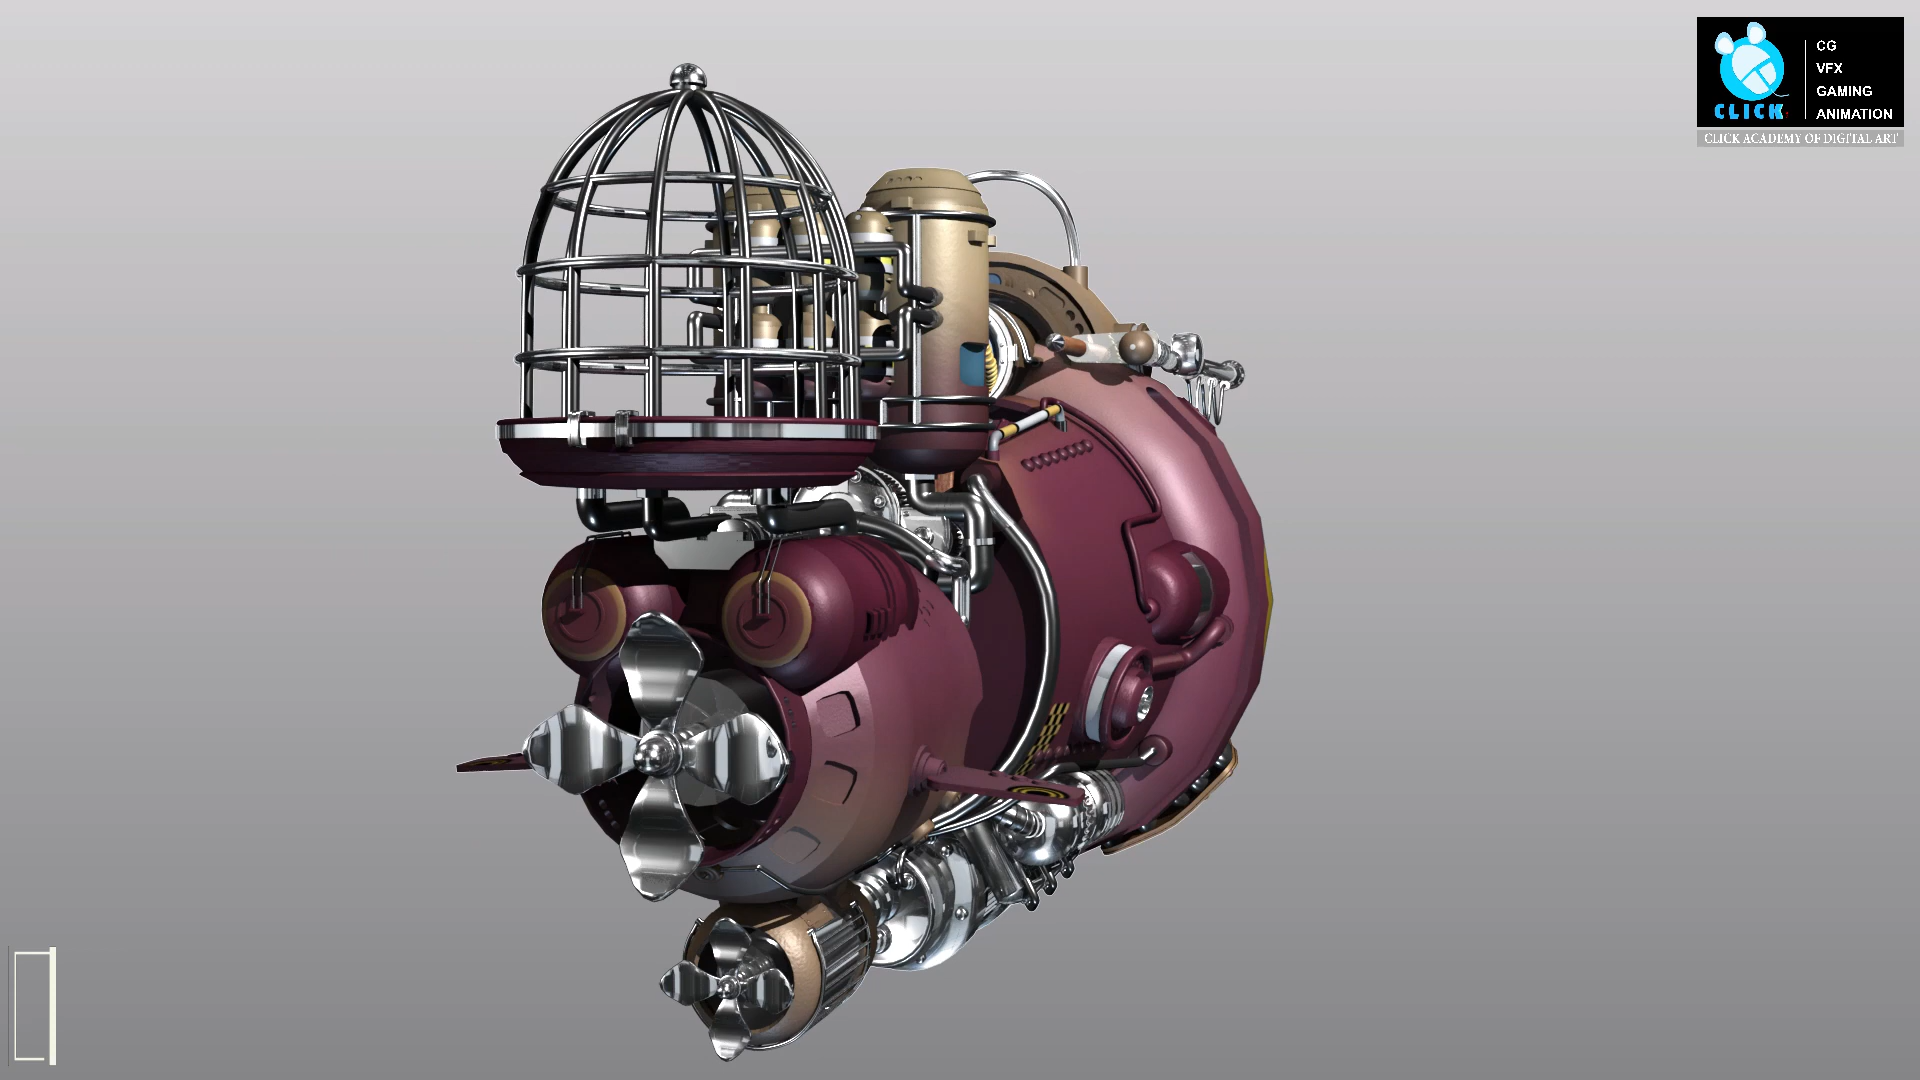 CG
VFX
GAMING
ANIMATION
CLICK
CLICK ACADEMY OF DIGITAL ART